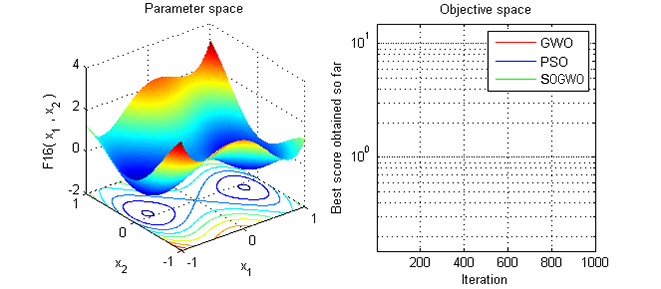 Parameter space
F16( x1 , x2 )
4
2
0
-2
1
0
-1
x2
-1
0
1
x1
Objective space
Best score obtained so far
10^1
10^0
GWO
PSO
SOGWO
200 400 600 800 1000
Iteration